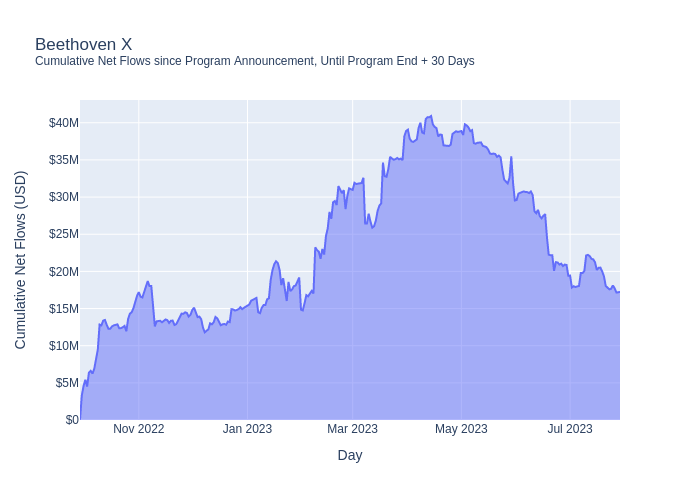 Beethoven X
Cumulative Net Flows since Program Announcement, Until Program End + 30 Days
Cumulative Net Flows (USD)
$40M
$35M
$30M
$25M
$20M
$15M
$10M
$5M
$0
Nov 2022 Jan 2023 Mar 2023 May 2023 Jul 2023
Day